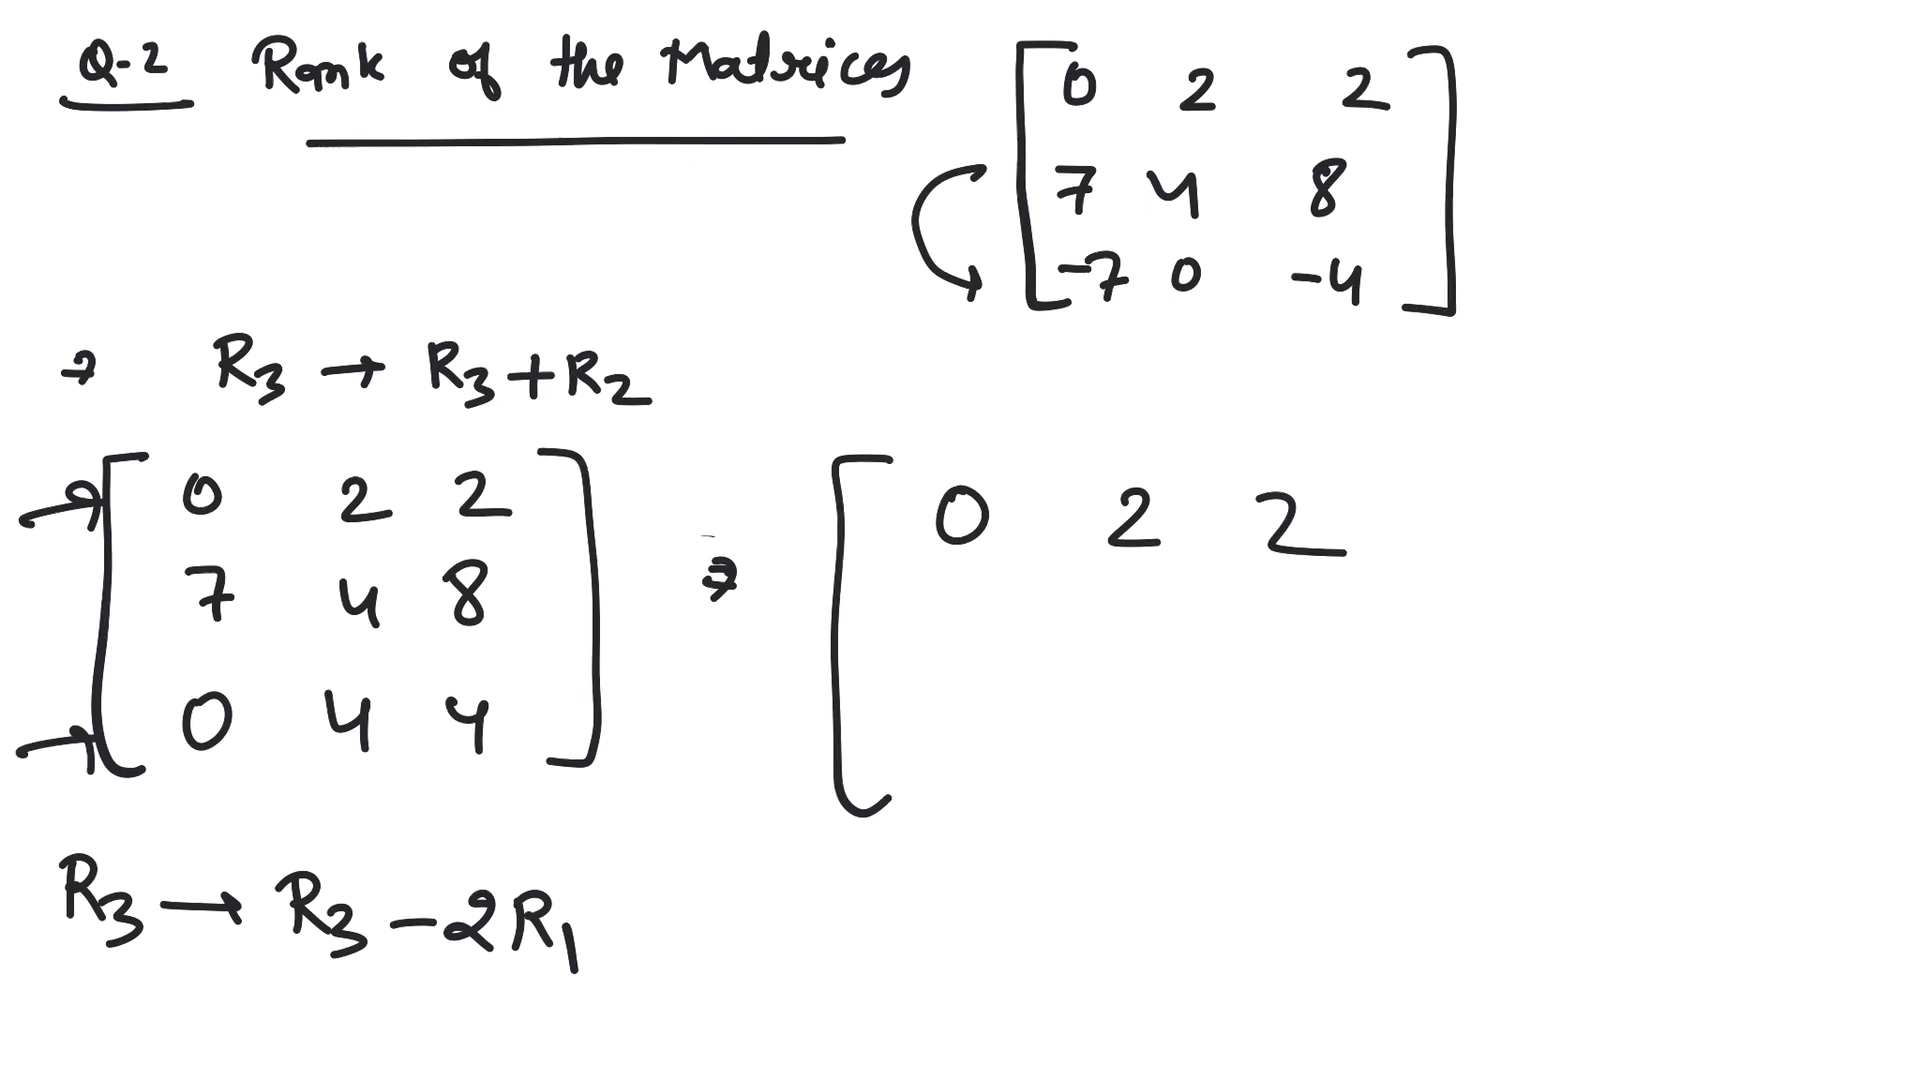 Q-2 Rank of the Matrices
0 2 2
7 4 8
-7 0 -4
→ R3 → R3+R2
0 2 2
7 4 8
0 4 4
⇒ 0 2 2
R3 → R3 -2R1